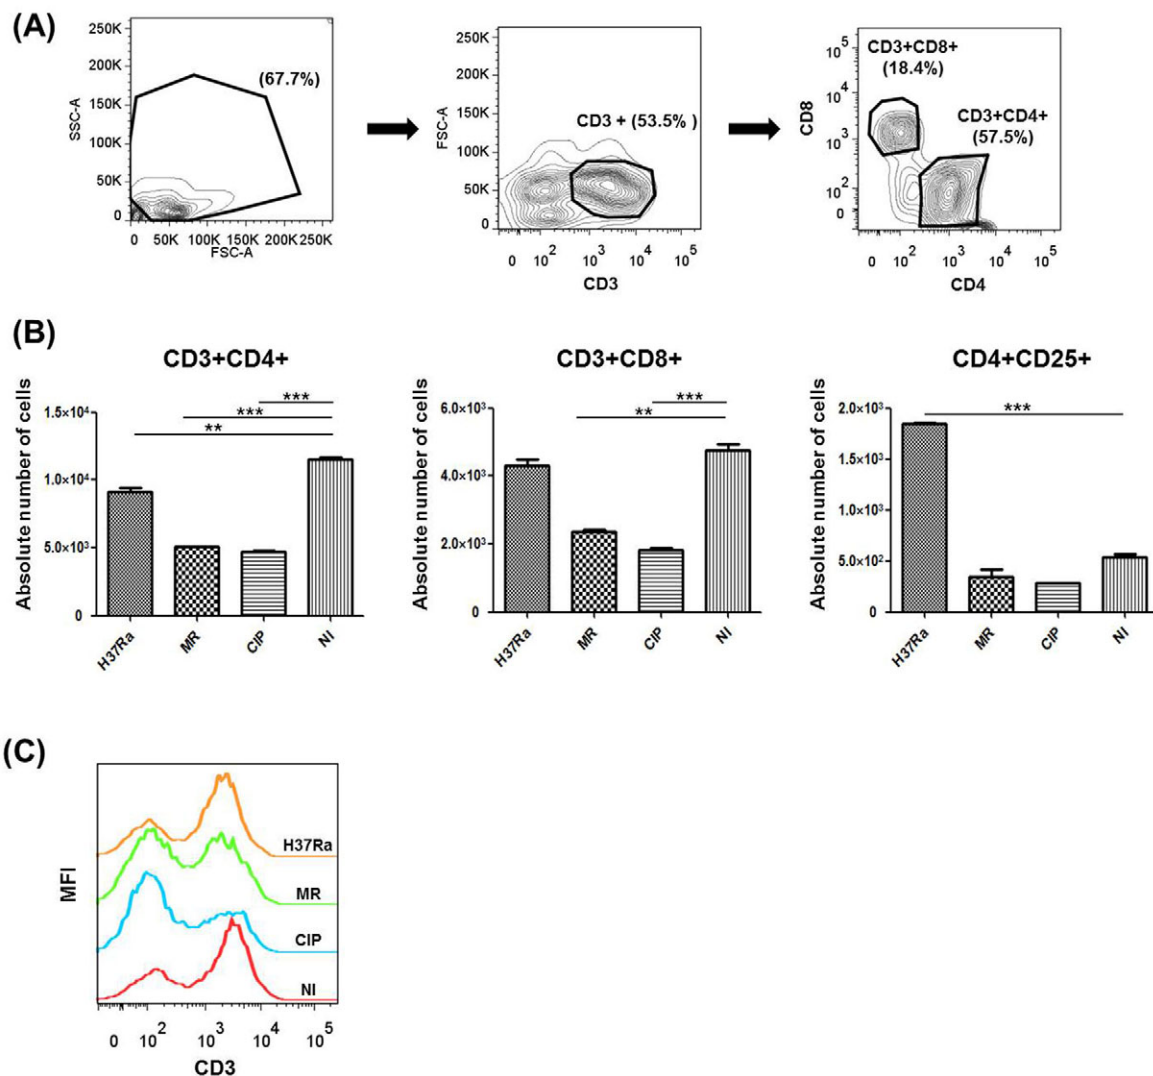 (A)
250K
200K
150K
100K
50K
0
SSC-A
(67.7%)
0 50K 100K 150K 200K 250K
FSC-A
250K
200K
150K
100K
50K
0
FSC-A
CD3 + (53.5% )
0 10^2 10^3 10^4 10^5
CD3
10^5
10^4
10^3
10^2
0
CD8
CD3+CD8+
(18.4%)
CD3+CD4+
(57.5%)
0 10^2 10^3 10^4 10^5
CD4
(B)
CD3+CD4+
Absolute number of cells
1.5×10^4
1.0×10^4
5.0×10^3
0
***
***
**
H37Ra MR CIP NI
CD3+CD8+
Absolute number of cells
6.0×10^3
4.0×10^3
2.0×10^3
0
***
**
H37Ra MR CIP NI
CD4+CD25+
Absolute number of cells
2.0×10^3
1.5×10^3
1.0×10^3
5.0×10^2
0
***
H37Ra MR CIP NI
(C)
MFI
H37Ra
MR
CIP
NI
0 10^2 10^3 10^4 10^5
CD3